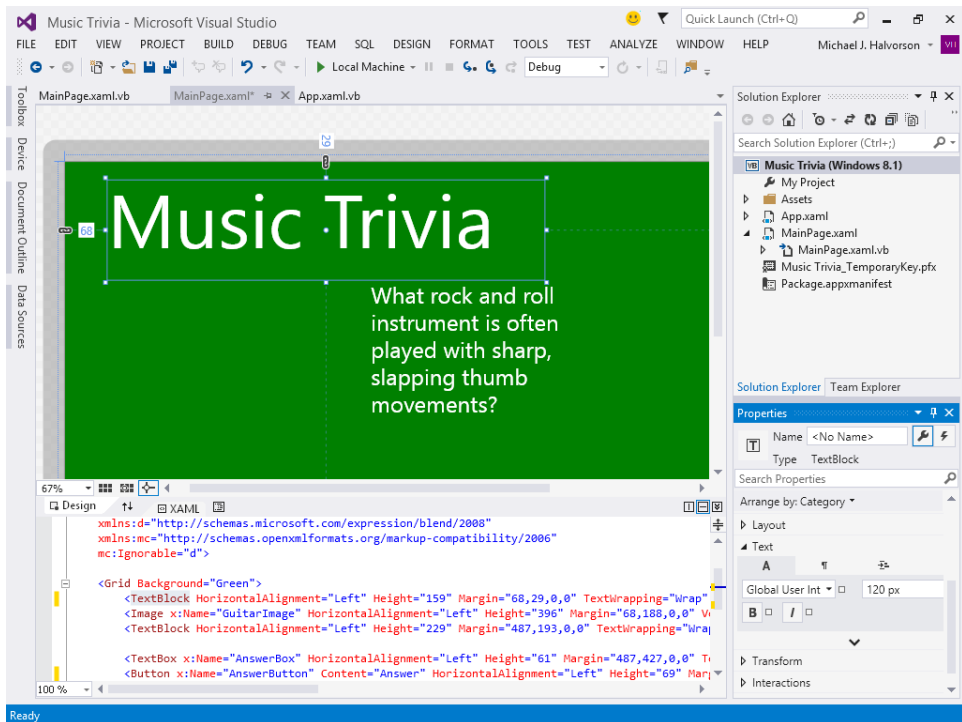 Music Trivia - Microsoft Visual Studio
Quick Launch (Ctrl+Q)
FILE EDIT VIEW PROJECT BUILD DEBUG TEAM SQL DESIGN FORMAT TOOLS TEST ANALYZE WINDOW HELP Michael J. Halvorson
Local Machine Debug
Toolbox
Device
Document Outline
Data Sources
MainPage.xaml.vb MainPage.xaml* App.xaml.vb
29
68
Music Trivia
What rock and roll
instrument is often
played with sharp,
slapping thumb
movements?
67%
Design XAML
xmlns:d="http://schemas.microsoft.com/expression/blend/2008"
xmlns:mc="http://schemas.openxmlformats.org/markup-compatibility/2006"
mc:Ignorable="d">
<Grid Background="Green">
<TextBlock HorizontalAlignment="Left" Height="159" Margin="68,29,0,0" TextWrapping="Wrap"
<Image x:Name="GuitarImage" HorizontalAlignment="Left" Height="396" Margin="68,188,0,0"
<TextBlock HorizontalAlignment="Left" Height="229" Margin="487,193,0,0" TextWrapping="Wrap
<TextBox x:Name="AnswerBox" HorizontalAlignment="Left" Height="61" Margin="487,427,0,0"
<Button x:Name="AnswerButton" Content="Answer" HorizontalAlignment="Left" Height="69"
100 %
Solution Explorer
Search Solution Explorer (Ctrl+;)
VB Music Trivia (Windows 8.1)
My Project
Assets
App.xaml
MainPage.xaml
MainPage.xaml.vb
Music Trivia_TemporaryKey.pfx
Package.appxmanifest
Solution Explorer Team Explorer
Properties
Name <No Name>
T
Type TextBlock
Search Properties
Arrange by: Category
Layout
Text
A ¶
Global User Int 120 px
B I
Transform
Interactions
Ready